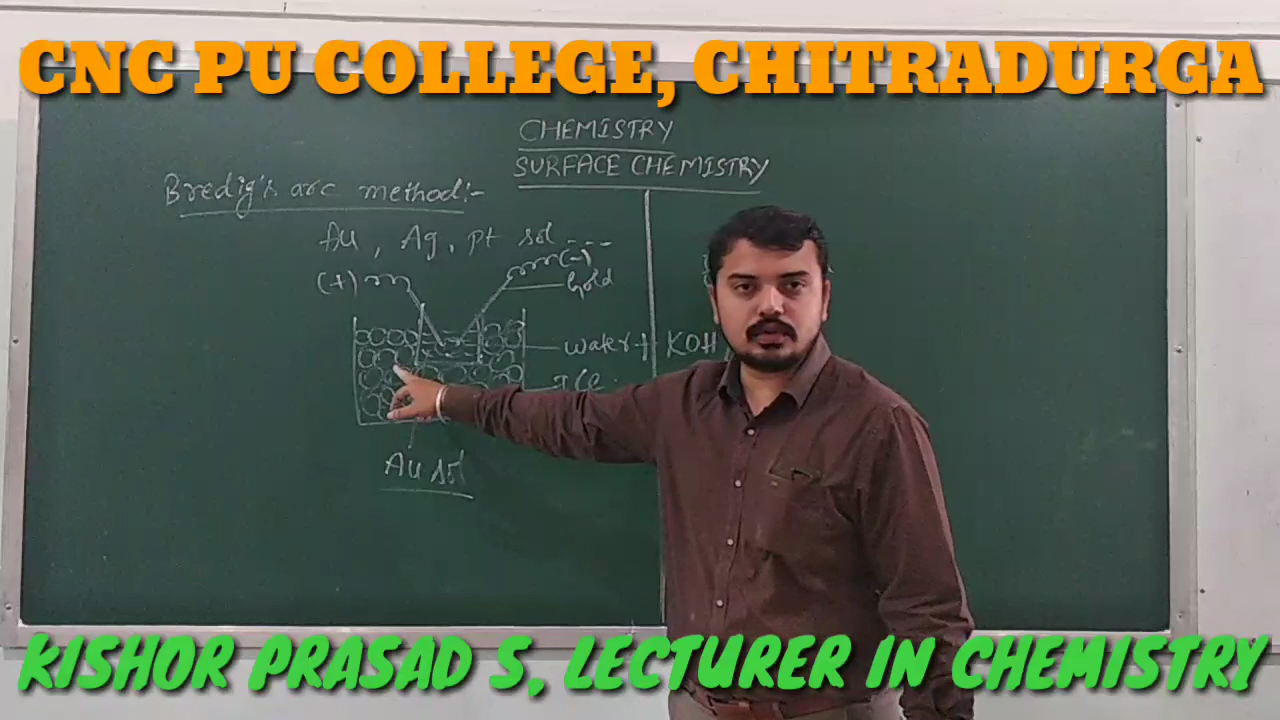 CNC PU COLLEGE, CHITRADURGA
CHEMISTRY
SURFACE CHEMISTRY
Bredig's arc method:-
Au, Ag, pt sol ---
(+)
(-)
Gold
water + KOH
Ice
Au sol
KISHOR PRASAD S, LECTURER IN CHEMISTRY